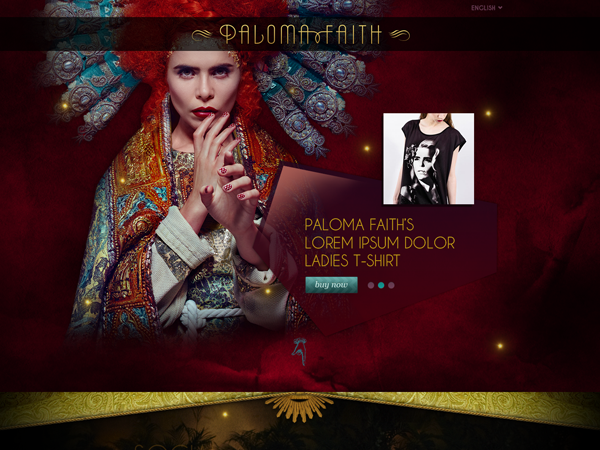 ENGLISH
PALOMA FAITH
PALOMA FAITH'S
LOREM IPSUM DOLOR
LADIES T-SHIRT
buy now